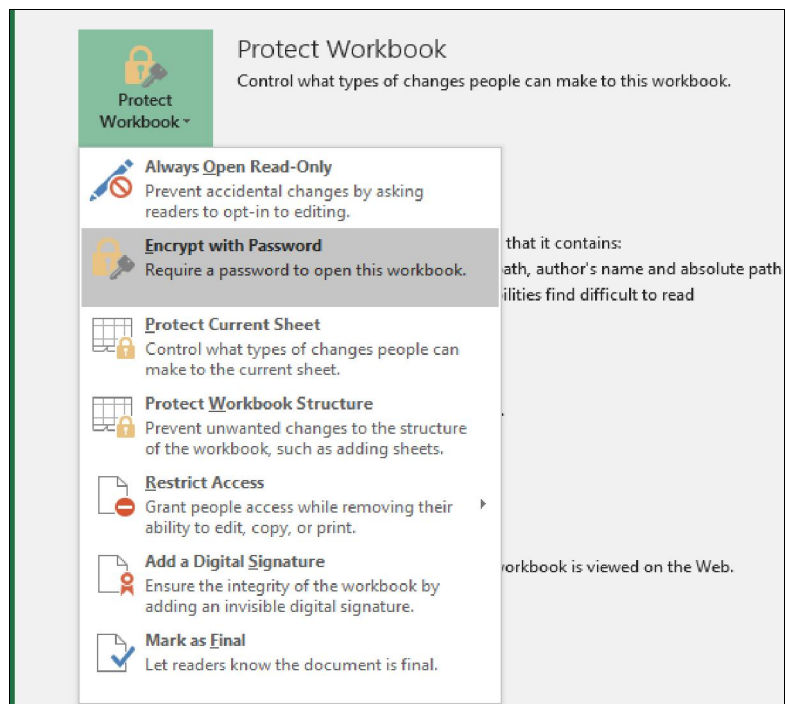 Protect Workbook
Control what types of changes people can make to this workbook.
Protect
Workbook
Always Open Read-Only
Prevent accidental changes by asking
readers to opt-in to editing.
Encrypt with Password
Require a password to open this workbook.
that it contains:
ath, author's name and absolute path
ilities find difficult to read
Protect Current Sheet
Control what types of changes people can
make to the current sheet.
Protect Workbook Structure
Prevent unwanted changes to the structure
of the workbook, such as adding sheets.
Restrict Access
Grant people access while removing their
ability to edit, copy, or print.
Add a Digital Signature
Ensure the integrity of the workbook by
adding an invisible digital signature.
orkbook is viewed on the Web.
Mark as Final
Let readers know the document is final.